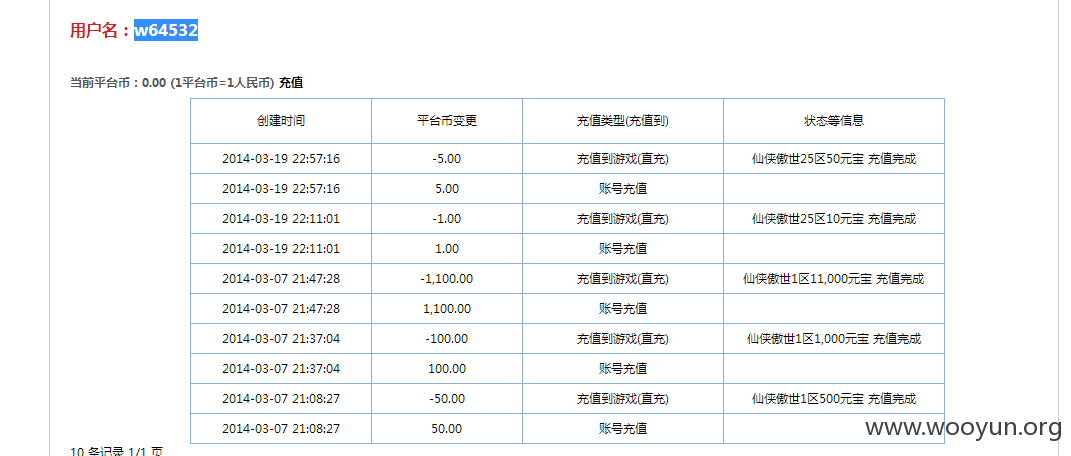 用户名：w64532
当前平台币：0.00 (1平台币=1人民币) 充值
创建时间 平台币变更 充值类型(充值到) 状态等信息
2014-03-19 22:57:16 -5.00 充值到游戏(直充) 仙侠傲世25区50元宝 充值完成
2014-03-19 22:57:16 5.00 账号充值
2014-03-19 22:11:01 -1.00 充值到游戏(直充) 仙侠傲世25区10元宝 充值完成
2014-03-19 22:11:01 1.00 账号充值
2014-03-07 21:47:28 -1,100.00 充值到游戏(直充) 仙侠傲世1区11,000元宝 充值完成
2014-03-07 21:47:28 1,100.00 账号充值
2014-03-07 21:37:04 -100.00 充值到游戏(直充) 仙侠傲世1区1,000元宝 充值完成
2014-03-07 21:37:04 100.00 账号充值
2014-03-07 21:08:27 -50.00 充值到游戏(直充) 仙侠傲世1区500元宝 充值完成
2014-03-07 21:08:27 50.00 账号充值
www.wooyun.org
10 条记录 1/1 页